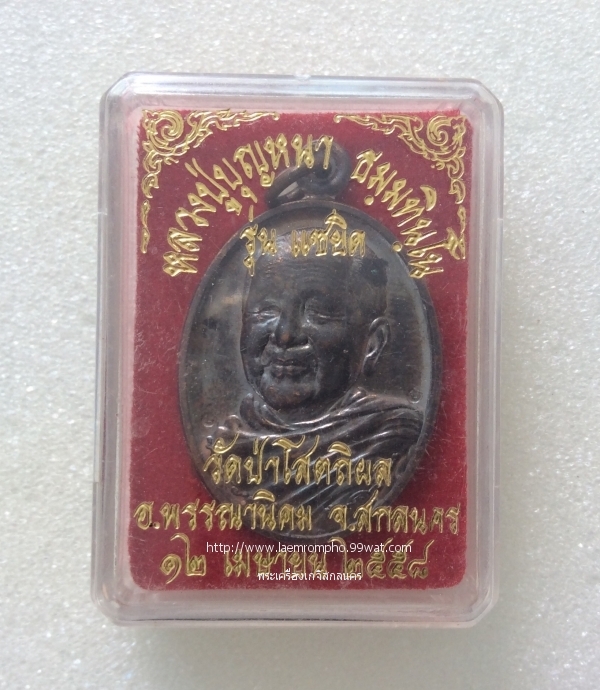 หลวงปู่บุญหนา ธมฺมทินฺโน
รุ่น แซยิด
วัดป่าโสตถิผล
อ.พรรณานิคม จ.สกลนคร
http://www.laemrompho.99wat.com
๑๒ เมษายน ๒๕๕๘
พระเครื่องเกจิสกลนคร